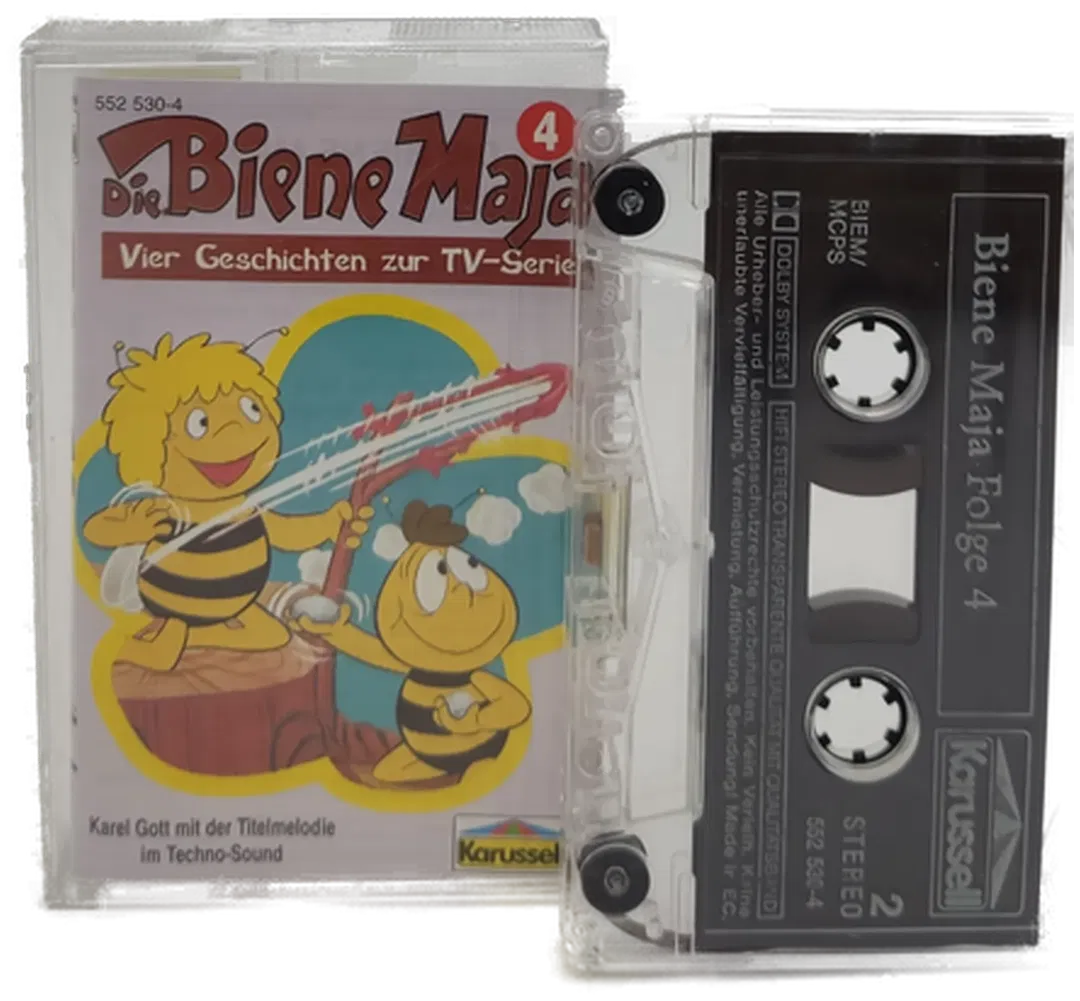 552 530-4
4
Die Biene Maja
Vier Geschichten zur TV-Serie
Karel Gott mit der Titelmelodie
im Techno-Sound
Karussel
Biene Maja Folge 4
Karussell
BIEM/
MCPS
STEREO
2
552 530-4
DOLBY SYSTEM
HIFI STEREO TRANSPARENTE QUALITÄT MIT
Alle Urheber- und Leistungsschutzrechte vorbehalten. Kein Verleih. Keine
unerlaubte Vervielfältigung, Vermietung, Aufführung, Sendung! Made in EC.